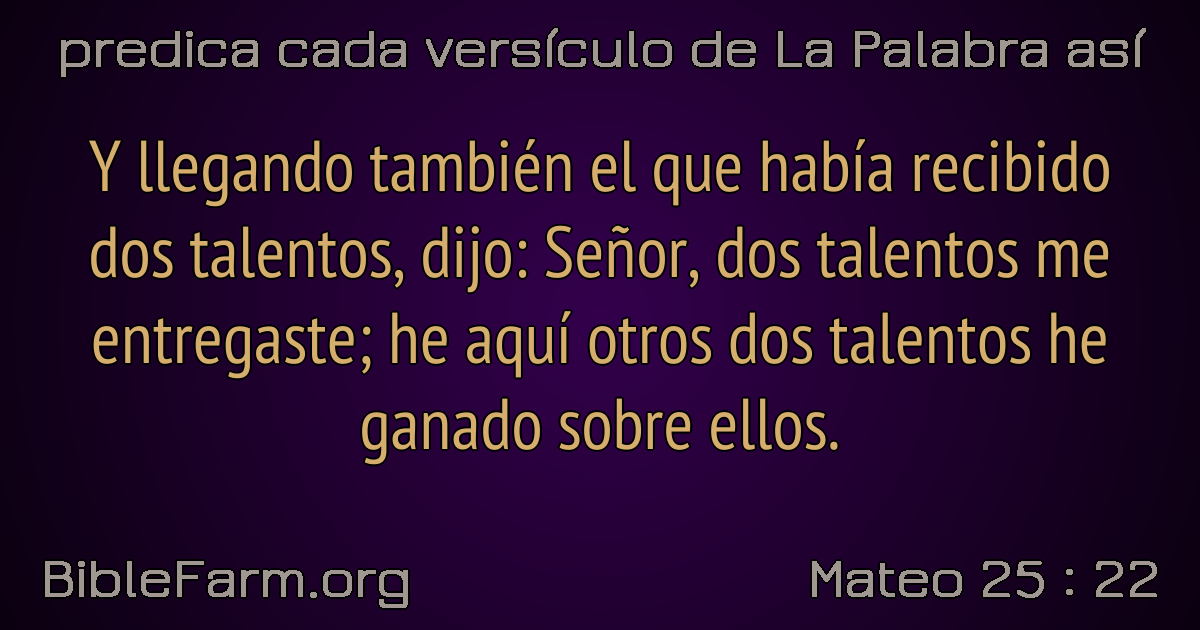 predica cada versículo de La Palabra así
Y llegando también el que había recibido
dos talentos, dijo: Señor, dos talentos me
entregaste; he aquí otros dos talentos he
ganado sobre ellos.
BibleFarm.org
Mateo 25 : 22